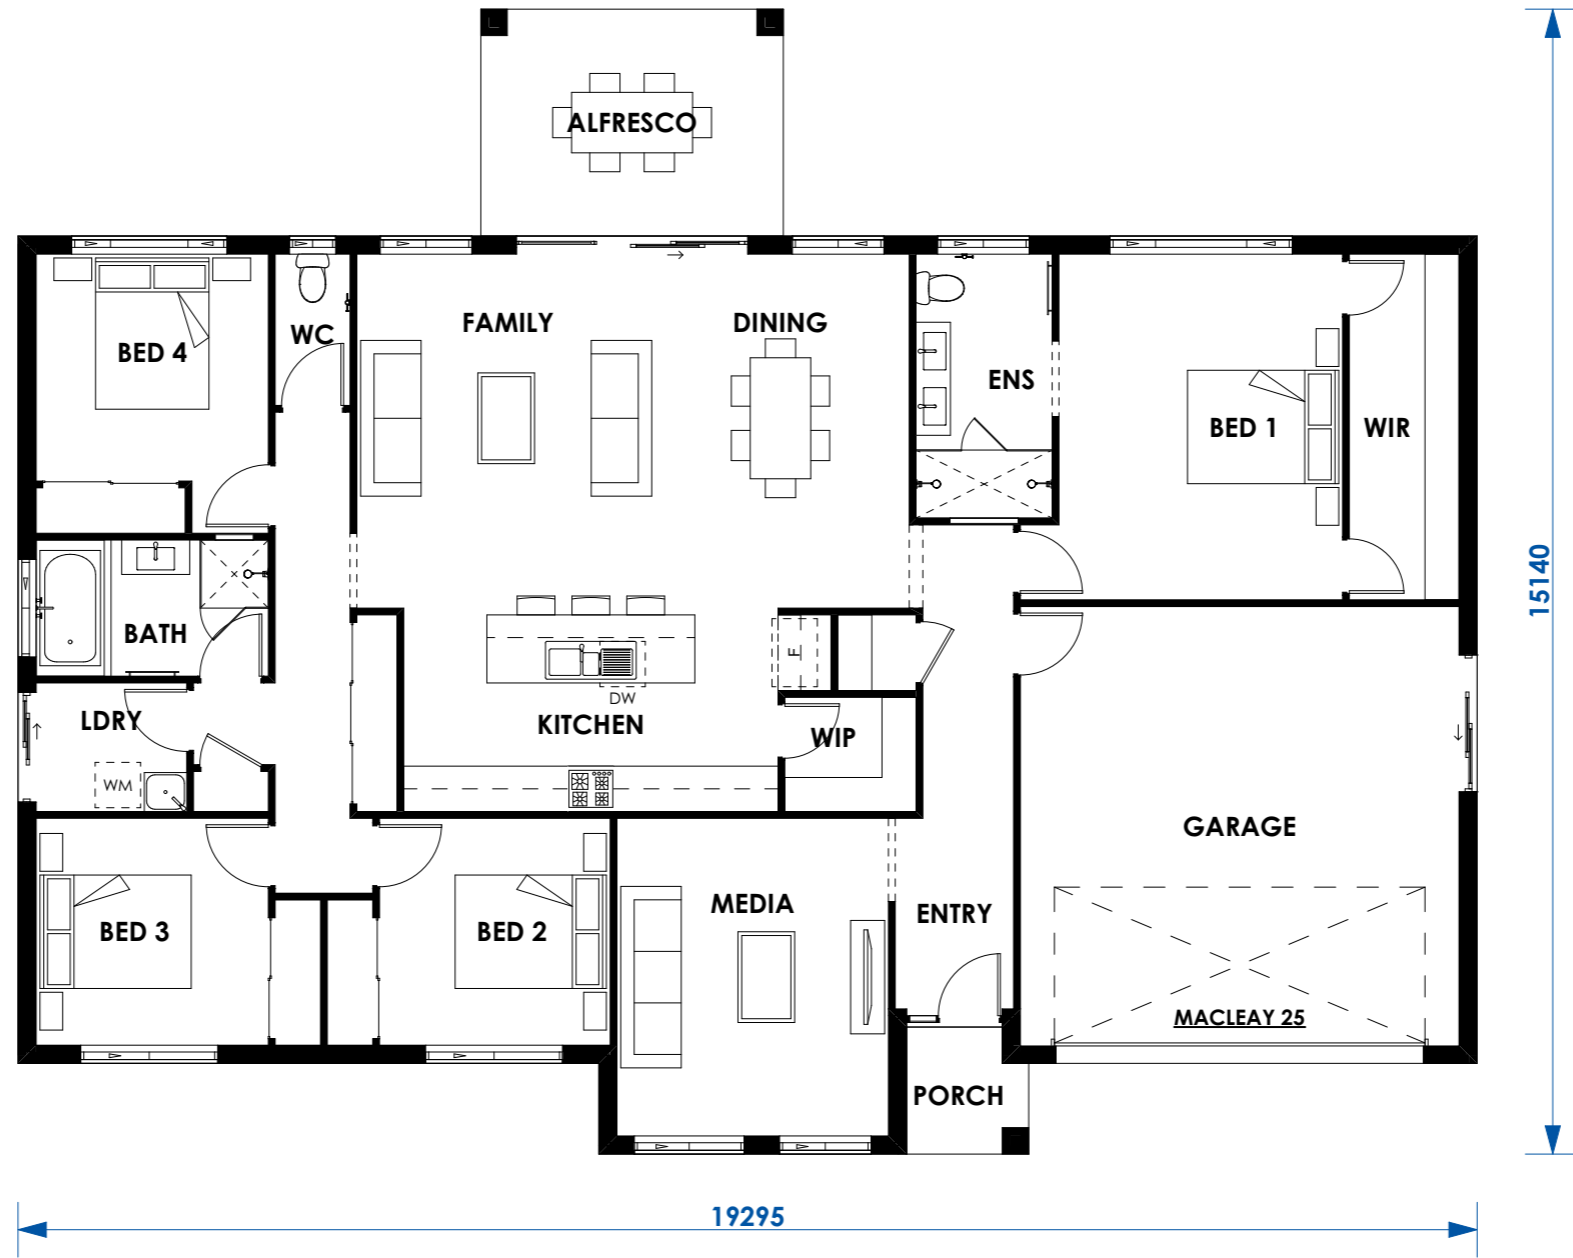 ALFRESCO
FAMILY
DINING
WC
BED 4
ENS
BED 1
WIR
15140
BATH
F
DW
LDRY
KITCHEN
WIP
WM
GARAGE
MEDIA
ENTRY
BED 3
BED 2
MACLEAY 25
PORCH
19295